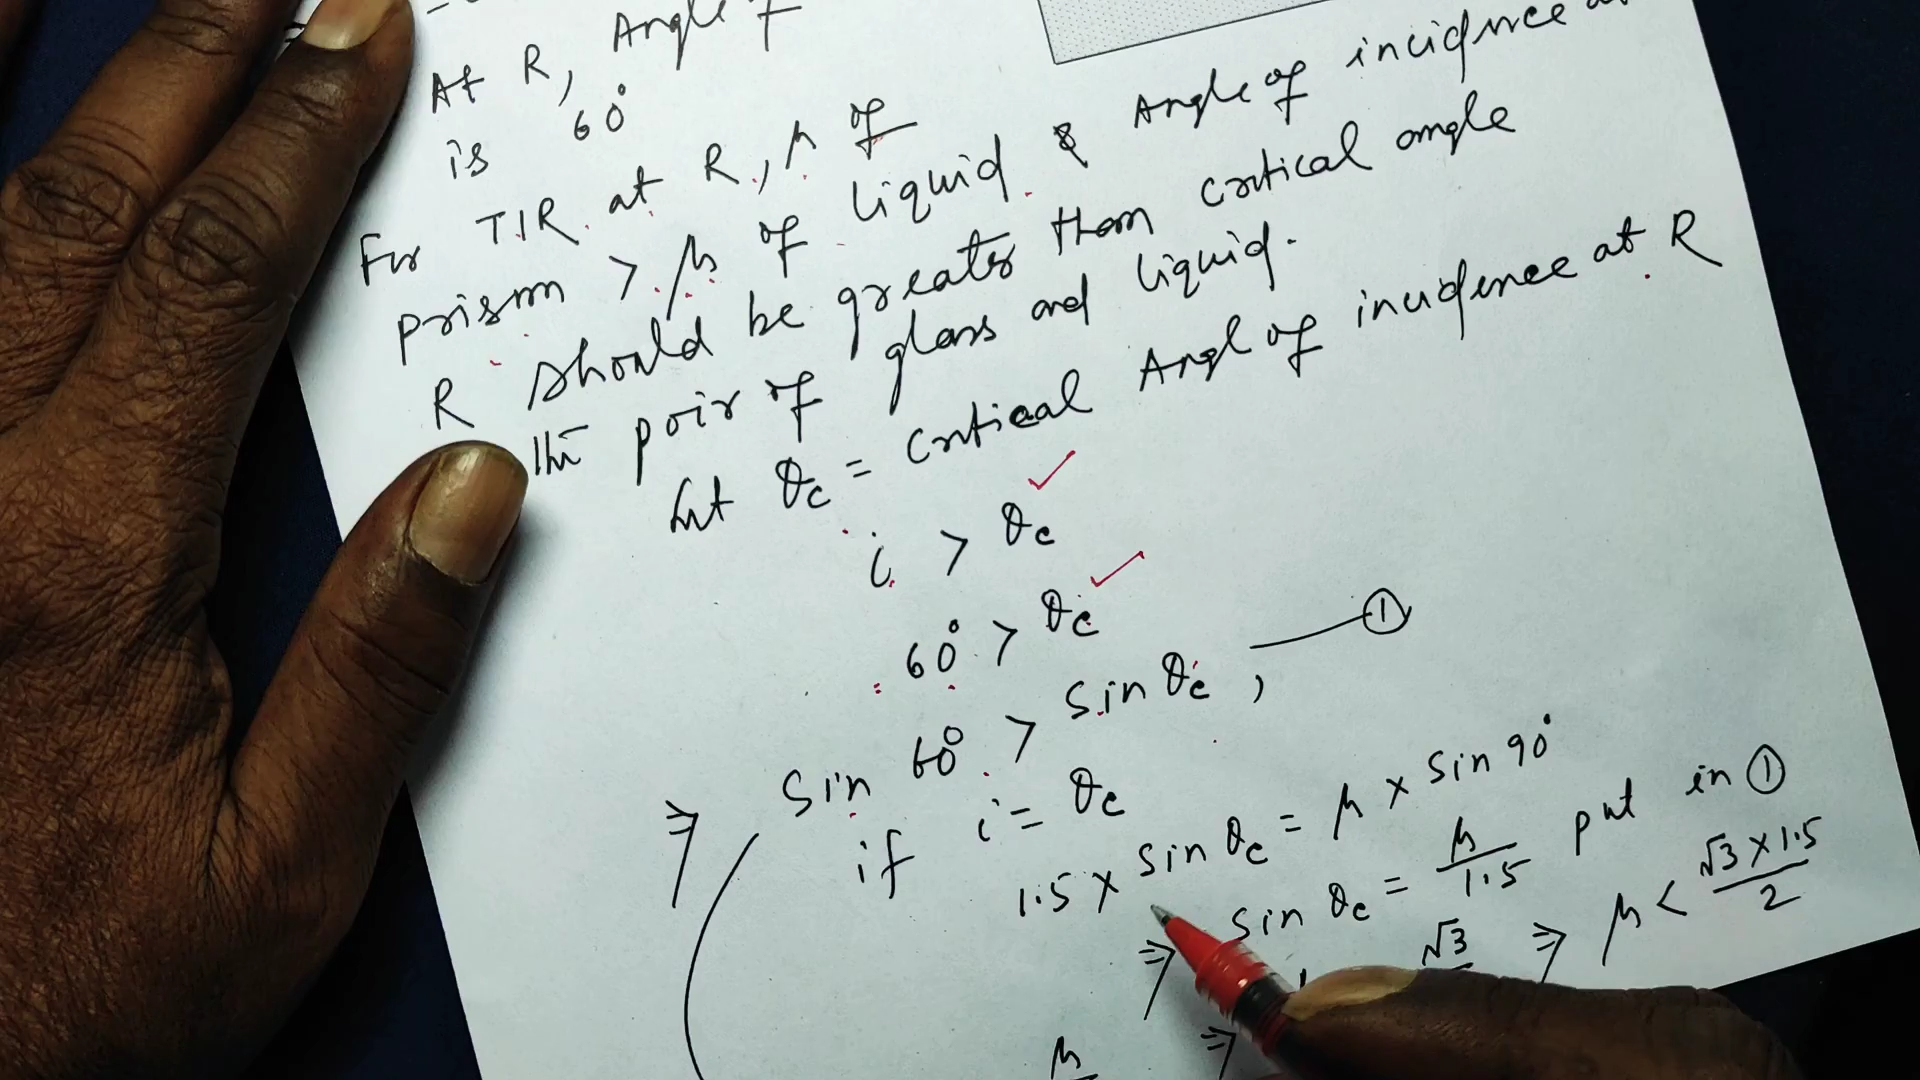 At R, Angle of
is 60°
For TIR at R, μ of
prism > μ of liquid & Angle of incidence at
R should be greater than critical angle
the pair of glass and liquid.
Let θc = Critical Angl of incidence at R
i > θc
60° > θc
⇒ Sin 60° > Sin θc, ①
if i = θc
1.5 × Sin θc = μ × Sin 90°
⇒ Sin θc = μ/1.5 put in ①
√3 ⇒ μ < √3 × 1.5/2
μ ⇒